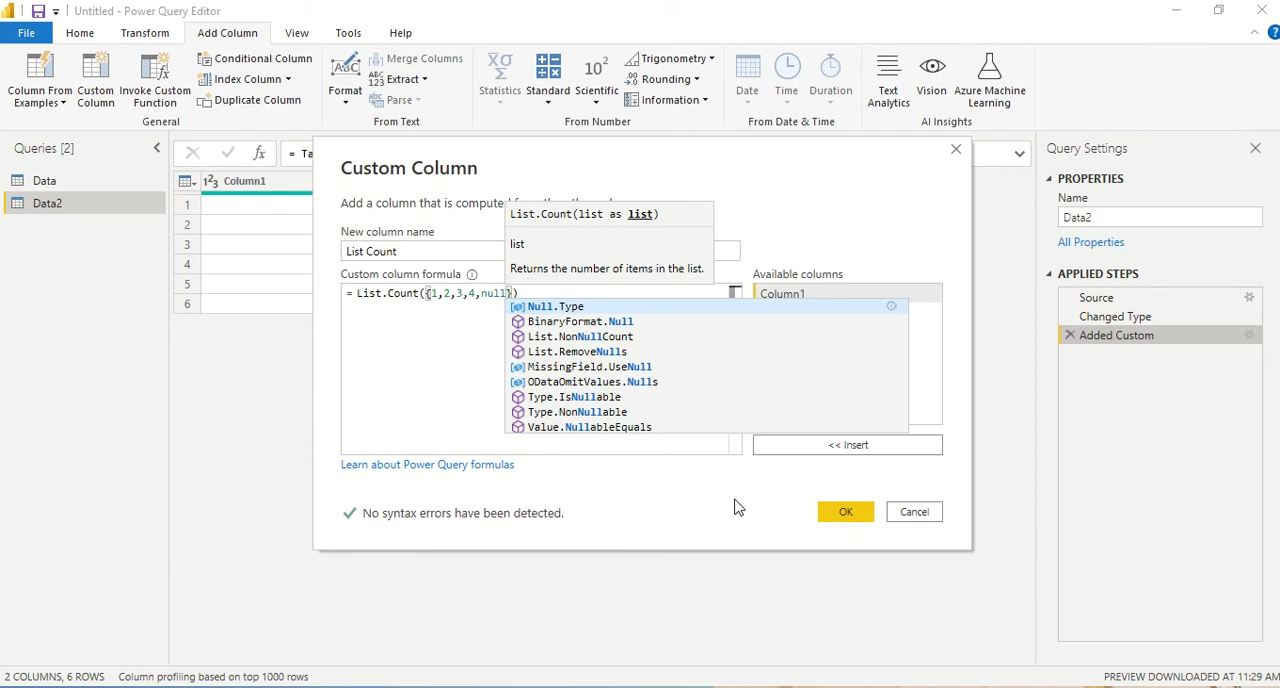 Untitled - Power Query Editor
File Home Transform Add Column View Tools Help
Column From Examples
Custom Column
Invoke Custom Function
Conditional Column
Index Column
Duplicate Column
General
Format
Merge Columns
ABC 123 Extract
Parse
From Text
XΣ Statistics
Standard
10² Scientific
Trigonometry
.00 Rounding
Information
From Number
Date
Time
Duration
From Date & Time
Text Analytics
Vision
Azure Machine Learning
AI Insights
Queries [2]
Data
Data2
fx = Ta
1²3 Column1
1
2
3
4
5
6
Custom Column
Add a column that is compute
New column name
List Count
Custom column formula
= List.Count({1,2,3,4,null})
List.Count(list as list)
list
Returns the number of items in the list.
Null.Type
BinaryFormat.Null
List.NonNullCount
List.RemoveNulls
MissingField.UseNull
ODataOmitValues.Nulls
Type.IsNullable
Type.NonNullable
Value.NullableEquals
Available columns
Column1
<< Insert
Learn about Power Query formulas
No syntax errors have been detected.
OK
Cancel
Query Settings
PROPERTIES
Name
Data2
All Properties
APPLIED STEPS
Source
Changed Type
Added Custom
2 COLUMNS, 6 ROWS Column profiling based on top 1000 rows
PREVIEW DOWNLOADED AT 11:29 AM